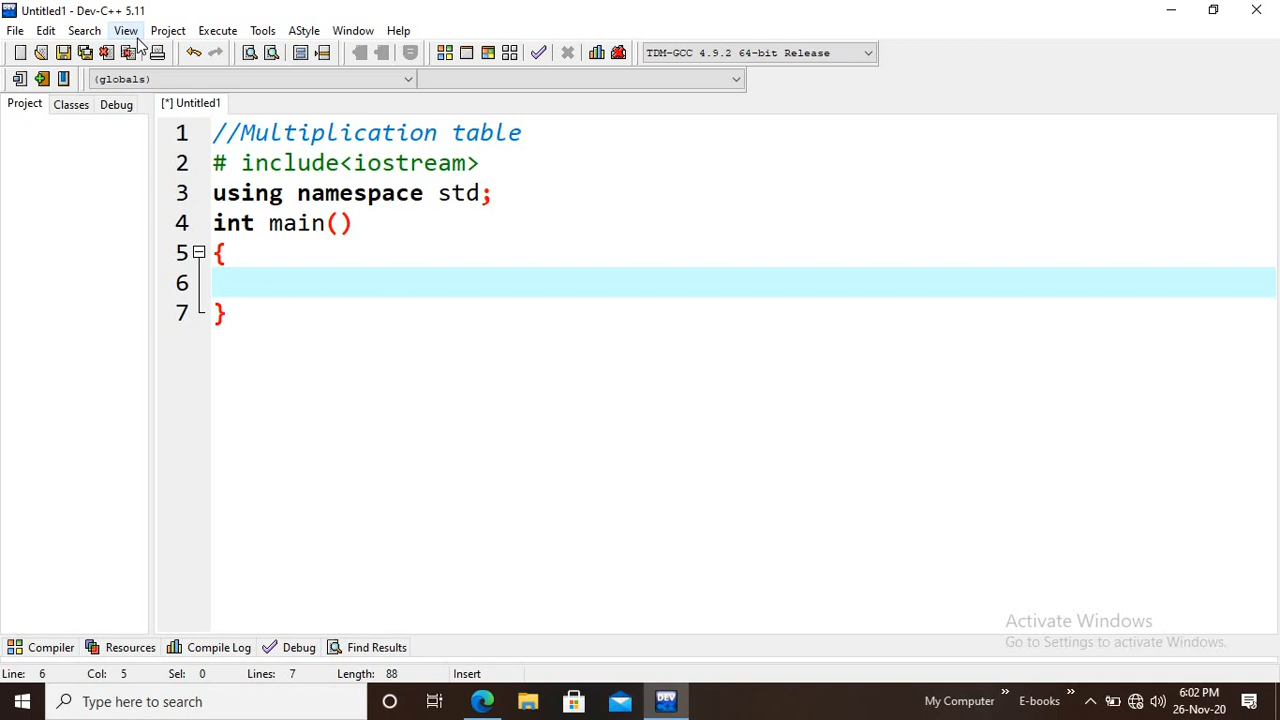 Untitled1 - Dev-C++ 5.11
File Edit Search View Project Execute Tools AStyle Window Help
TDM-GCC 4.9.2 64-bit Release
(globals)
Project Classes Debug [*] Untitled1
1 //Multiplication table
2 # include<iostream>
3 using namespace std;
4 int main()
5 {
6
7 }
Activate Windows
Go to Settings to activate Windows.
Compiler Resources Compile Log Debug Find Results
Line: 6 Col: 5 Sel: 0 Lines: 7 Length: 88 Insert
Type here to search DEV My Computer » E-books » 6:02 PM
26-Nov-20